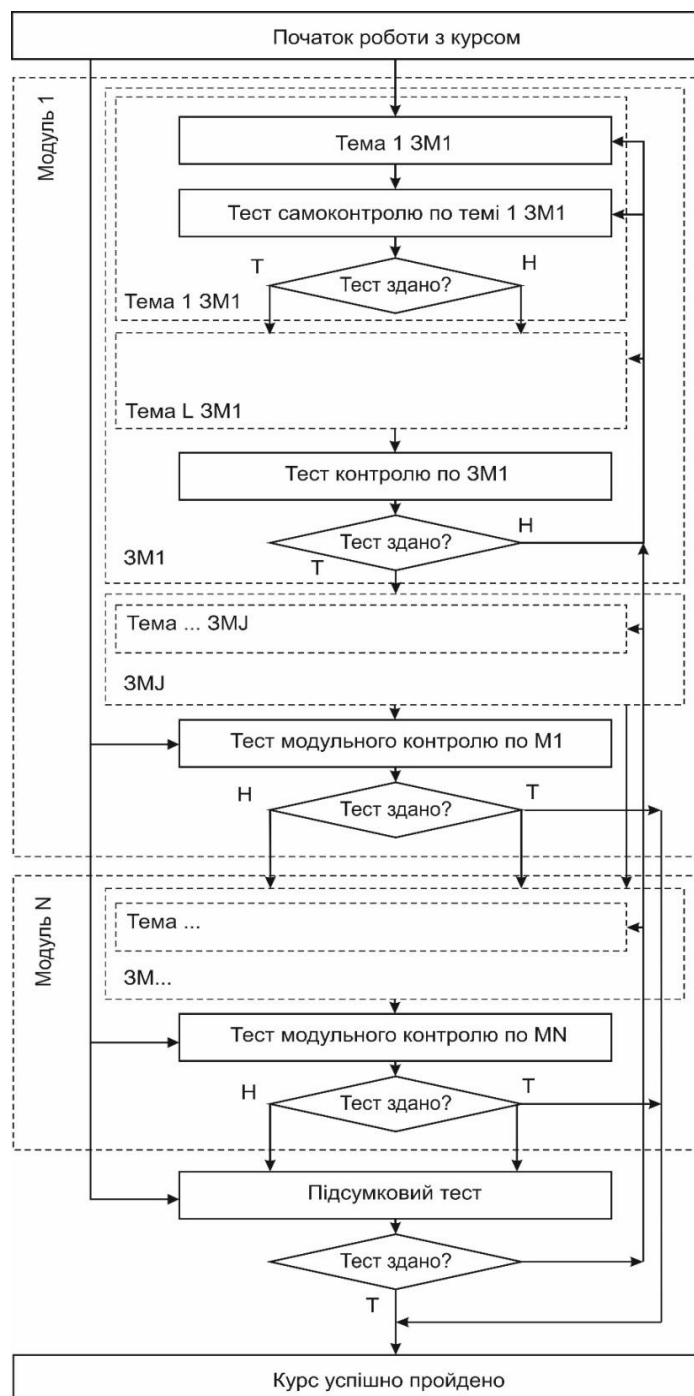 Початок роботи з курсом
Модуль 1
Тема 1 ЗМ1
Тест самоконтролю по темі 1 ЗМ1
Т
Н
Тест здано?
Тема 1 ЗМ1
Тема L ЗМ1
Тест контролю по ЗМ1
Н
Тест здано?
Т
ЗМ1
Тема ... ЗМJ
ЗМJ
Тест модульного контролю по М1
Н
Т
Тест здано?
Модуль N
Тема ...
ЗМ...
Тест модульного контролю по МN
Н
Т
Тест здано?
Підсумковий тест
Тест здано?
Т
Курс успішно пройдено